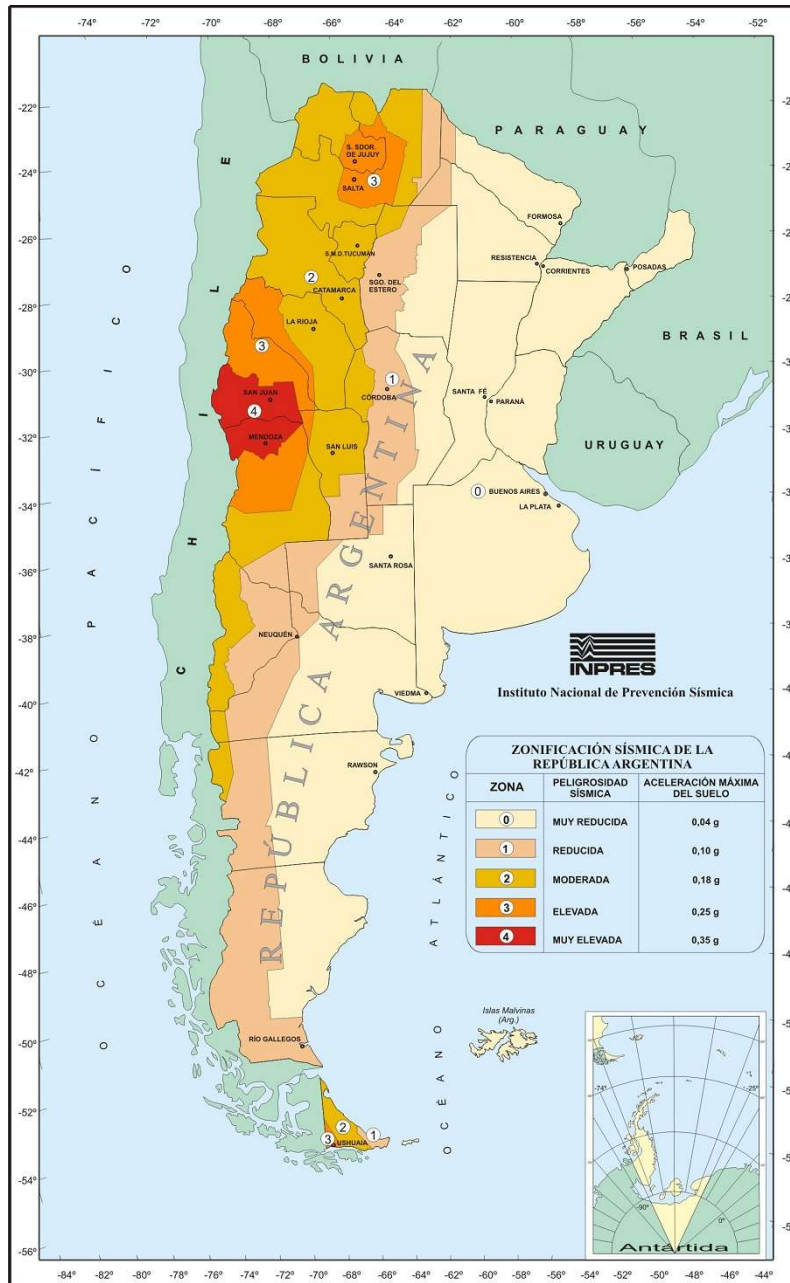 -74° -72° -70° -68° -66° -64° -62° -60° -58° -56° -54° -52°
BOLIVIA
PARAGUAY
BRASIL
URUGUAY
CHILE
OCÉANO PACÍFICO
OCÉANO ATLÁNTICO
REPÚBLICA ARGENTINA
-22°
-24°
-26°
-28°
-30°
-32°
-34°
-36°
-38°
-40°
-42°
-44°
-46°
-48°
-50°
-52°
-54°
-56°
S. SDOR.
DE JUJUY
SALTA
3
FORMOSA
S.M.D.TUCUMAN
RESISTENCIA
CORRIENTES
POSADAS
2
SGO. DEL
ESTERO
CATAMARCA
LA RIOJA
3
1
CÓRDOBA
SAN JUAN
4
MENDOZA
SAN LUIS
SANTA FÉ
PARANÁ
0
BUENOS AIRES
LA PLATA
SANTA ROSA
NEUQUÉN
VIEDMA
RAWSON
INPRES
Instituto Nacional de Prevención Sísmica
ZONIFICACIÓN SÍSMICA DE LA
REPÚBLICA ARGENTINA
ZONA PELIGROSIDAD SÍSMICA ACELERACIÓN MÁXIMA DEL SUELO
0 MUY REDUCIDA 0,04 g
1 REDUCIDA 0,10 g
2 MODERADA 0,18 g
3 ELEVADA 0,25 g
4 MUY ELEVADA 0,35 g
Islas Malvinas
(Arg.)
RÍO GALLEGOS
2
1
3
USHUAIA
-74°
-25°
-90°
0°
Antártida
-84° -82° -80° -78° -76° -74° -72° -70° -68° -66° -64° -62° -60° -58° -56° -54° -52° -50° -48° -46° -44°